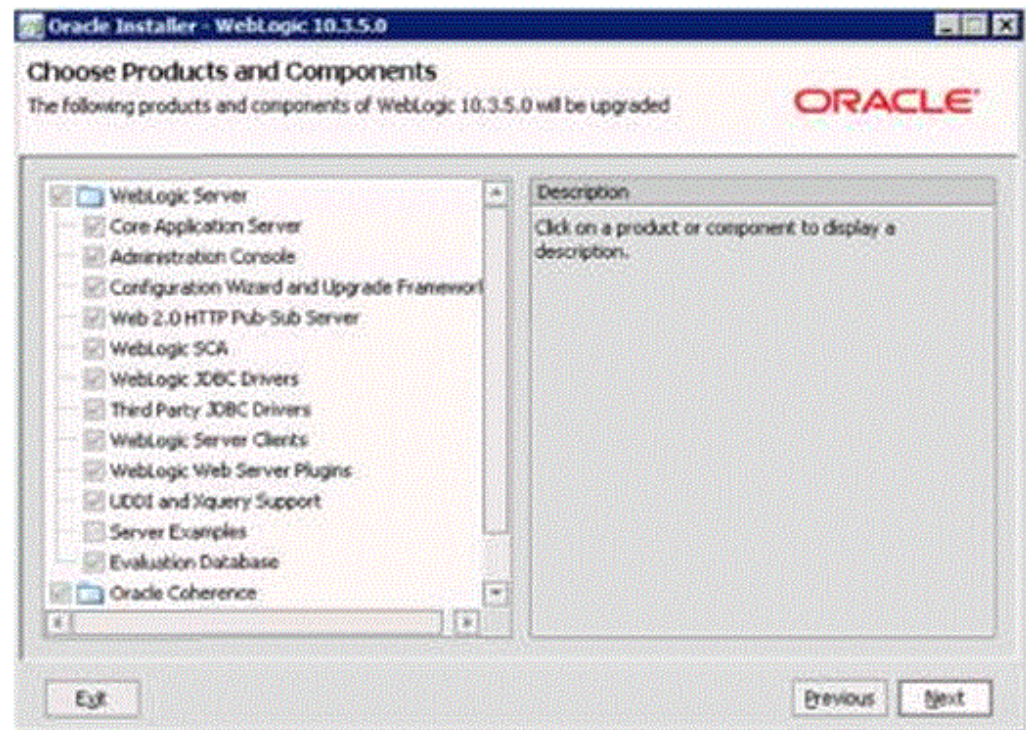 Oracle Installer - WebLogic 10.3.5.0
Choose Products and Components
The following products and components of WebLogic 10.3.5.0 will be upgraded
ORACLE
WebLogic Server
Core Application Server
Administration Console
Configuration Wizard and Upgrade Framework
Web 2.0 HTTP Pub-Sub Server
WebLogic SCA
WebLogic JDBC Drivers
Third Party JDBC Drivers
WebLogic Server Clients
WebLogic Web Server Plugins
UDDI and Xquery Support
Server Examples
Evaluation Database
Oracle Coherence
Description
Click on a product or component to display a
description.
Exit
Previous
Next